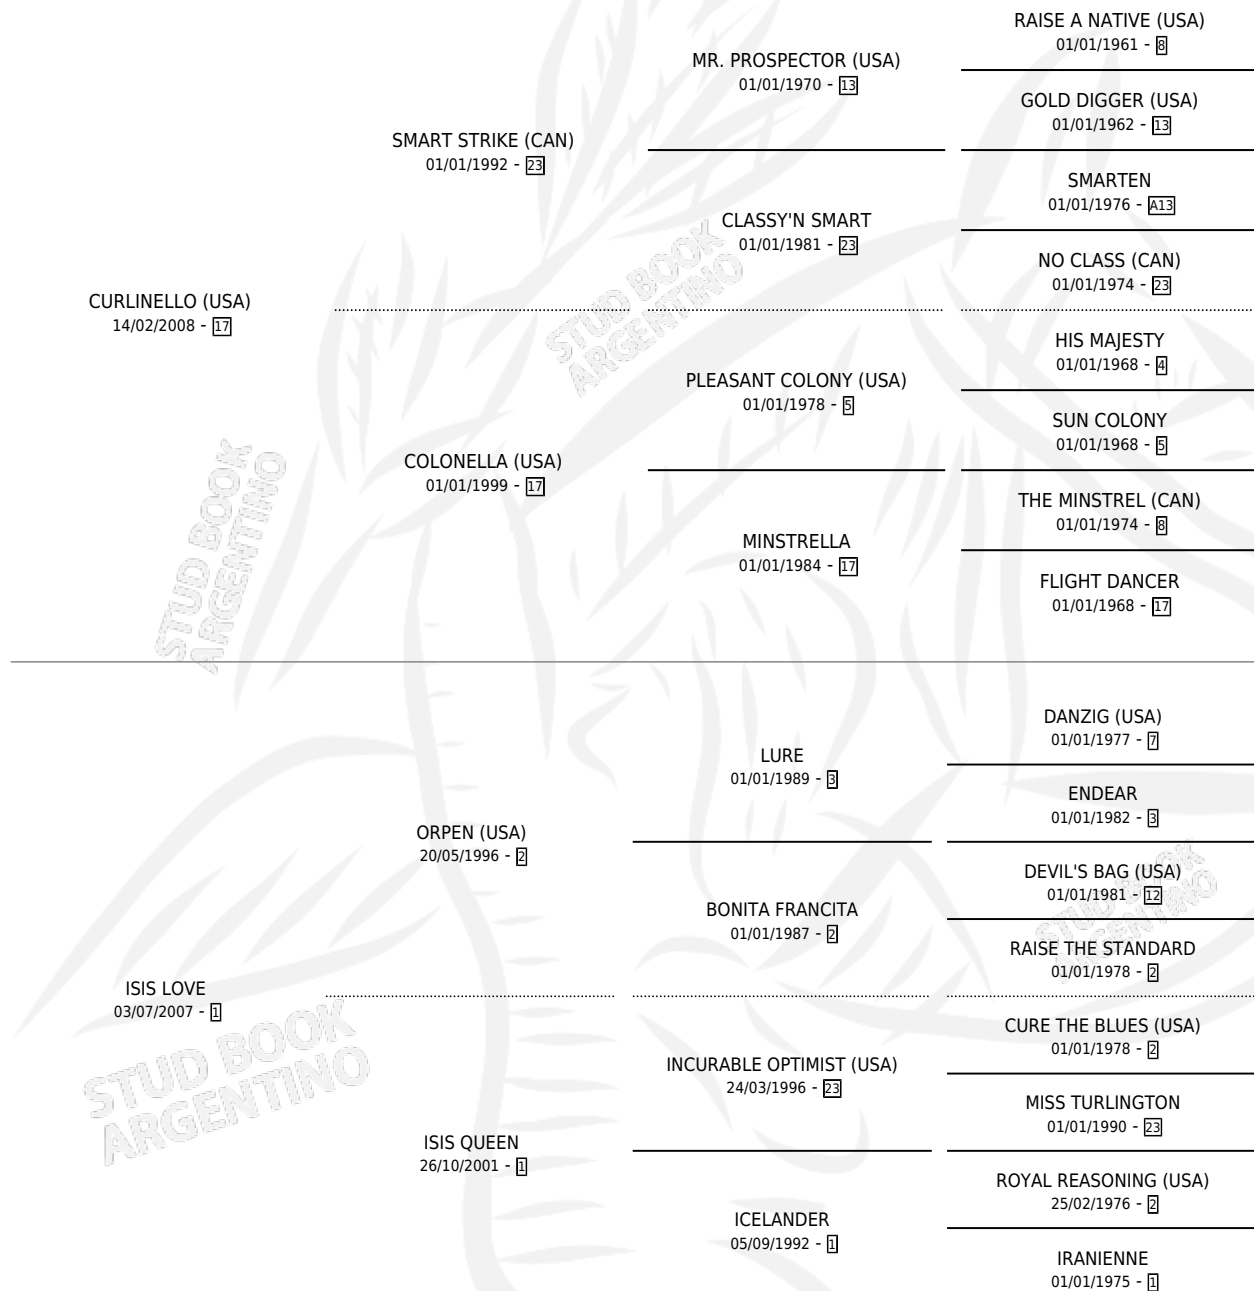 RAISE A NATIVE (USA)
01/01/1961 - 8
MR. PROSPECTOR (USA)
01/01/1970 - 13
GOLD DIGGER (USA)
01/01/1962 - 13
SMART STRIKE (CAN)
01/01/1992 - 23
SMARTEN
01/01/1976 - A13
CLASSY'N SMART
01/01/1981 - 23
NO CLASS (CAN)
01/01/1974 - 23
CURLINELLO (USA)
14/02/2008 - 17
HIS MAJESTY
01/01/1968 - 4
PLEASANT COLONY (USA)
01/01/1978 - 5
SUN COLONY
01/01/1968 - 5
COLONELLA (USA)
01/01/1999 - 17
THE MINSTREL (CAN)
01/01/1974 - 8
MINSTRELLA
01/01/1984 - 17
FLIGHT DANCER
01/01/1968 - 17
STUD BOOK
ARGENTINO
STUD BOOK
ARGENTINO
DANZIG (USA)
01/01/1977 - 7
LURE
01/01/1989 - 3
ENDEAR
01/01/1982 - 3
ORPEN (USA)
20/05/1996 - 2
DEVIL'S BAG (USA)
01/01/1981 - 12
BONITA FRANCITA
01/01/1987 - 2
RAISE THE STANDARD
01/01/1978 - 2
ISIS LOVE
03/07/2007 - 1
CURE THE BLUES (USA)
01/01/1978 - 2
INCURABLE OPTIMIST (USA)
24/03/1996 - 23
MISS TURLINGTON
01/01/1990 - 23
ISIS QUEEN
26/10/2001 - 1
ROYAL REASONING (USA)
25/02/1976 - 2
ICELANDER
05/09/1992 - 1
IRANIENNE
01/01/1975 - 1
STUD BOOK
ARGENTINO
STUD BOOK
ARGENTINO